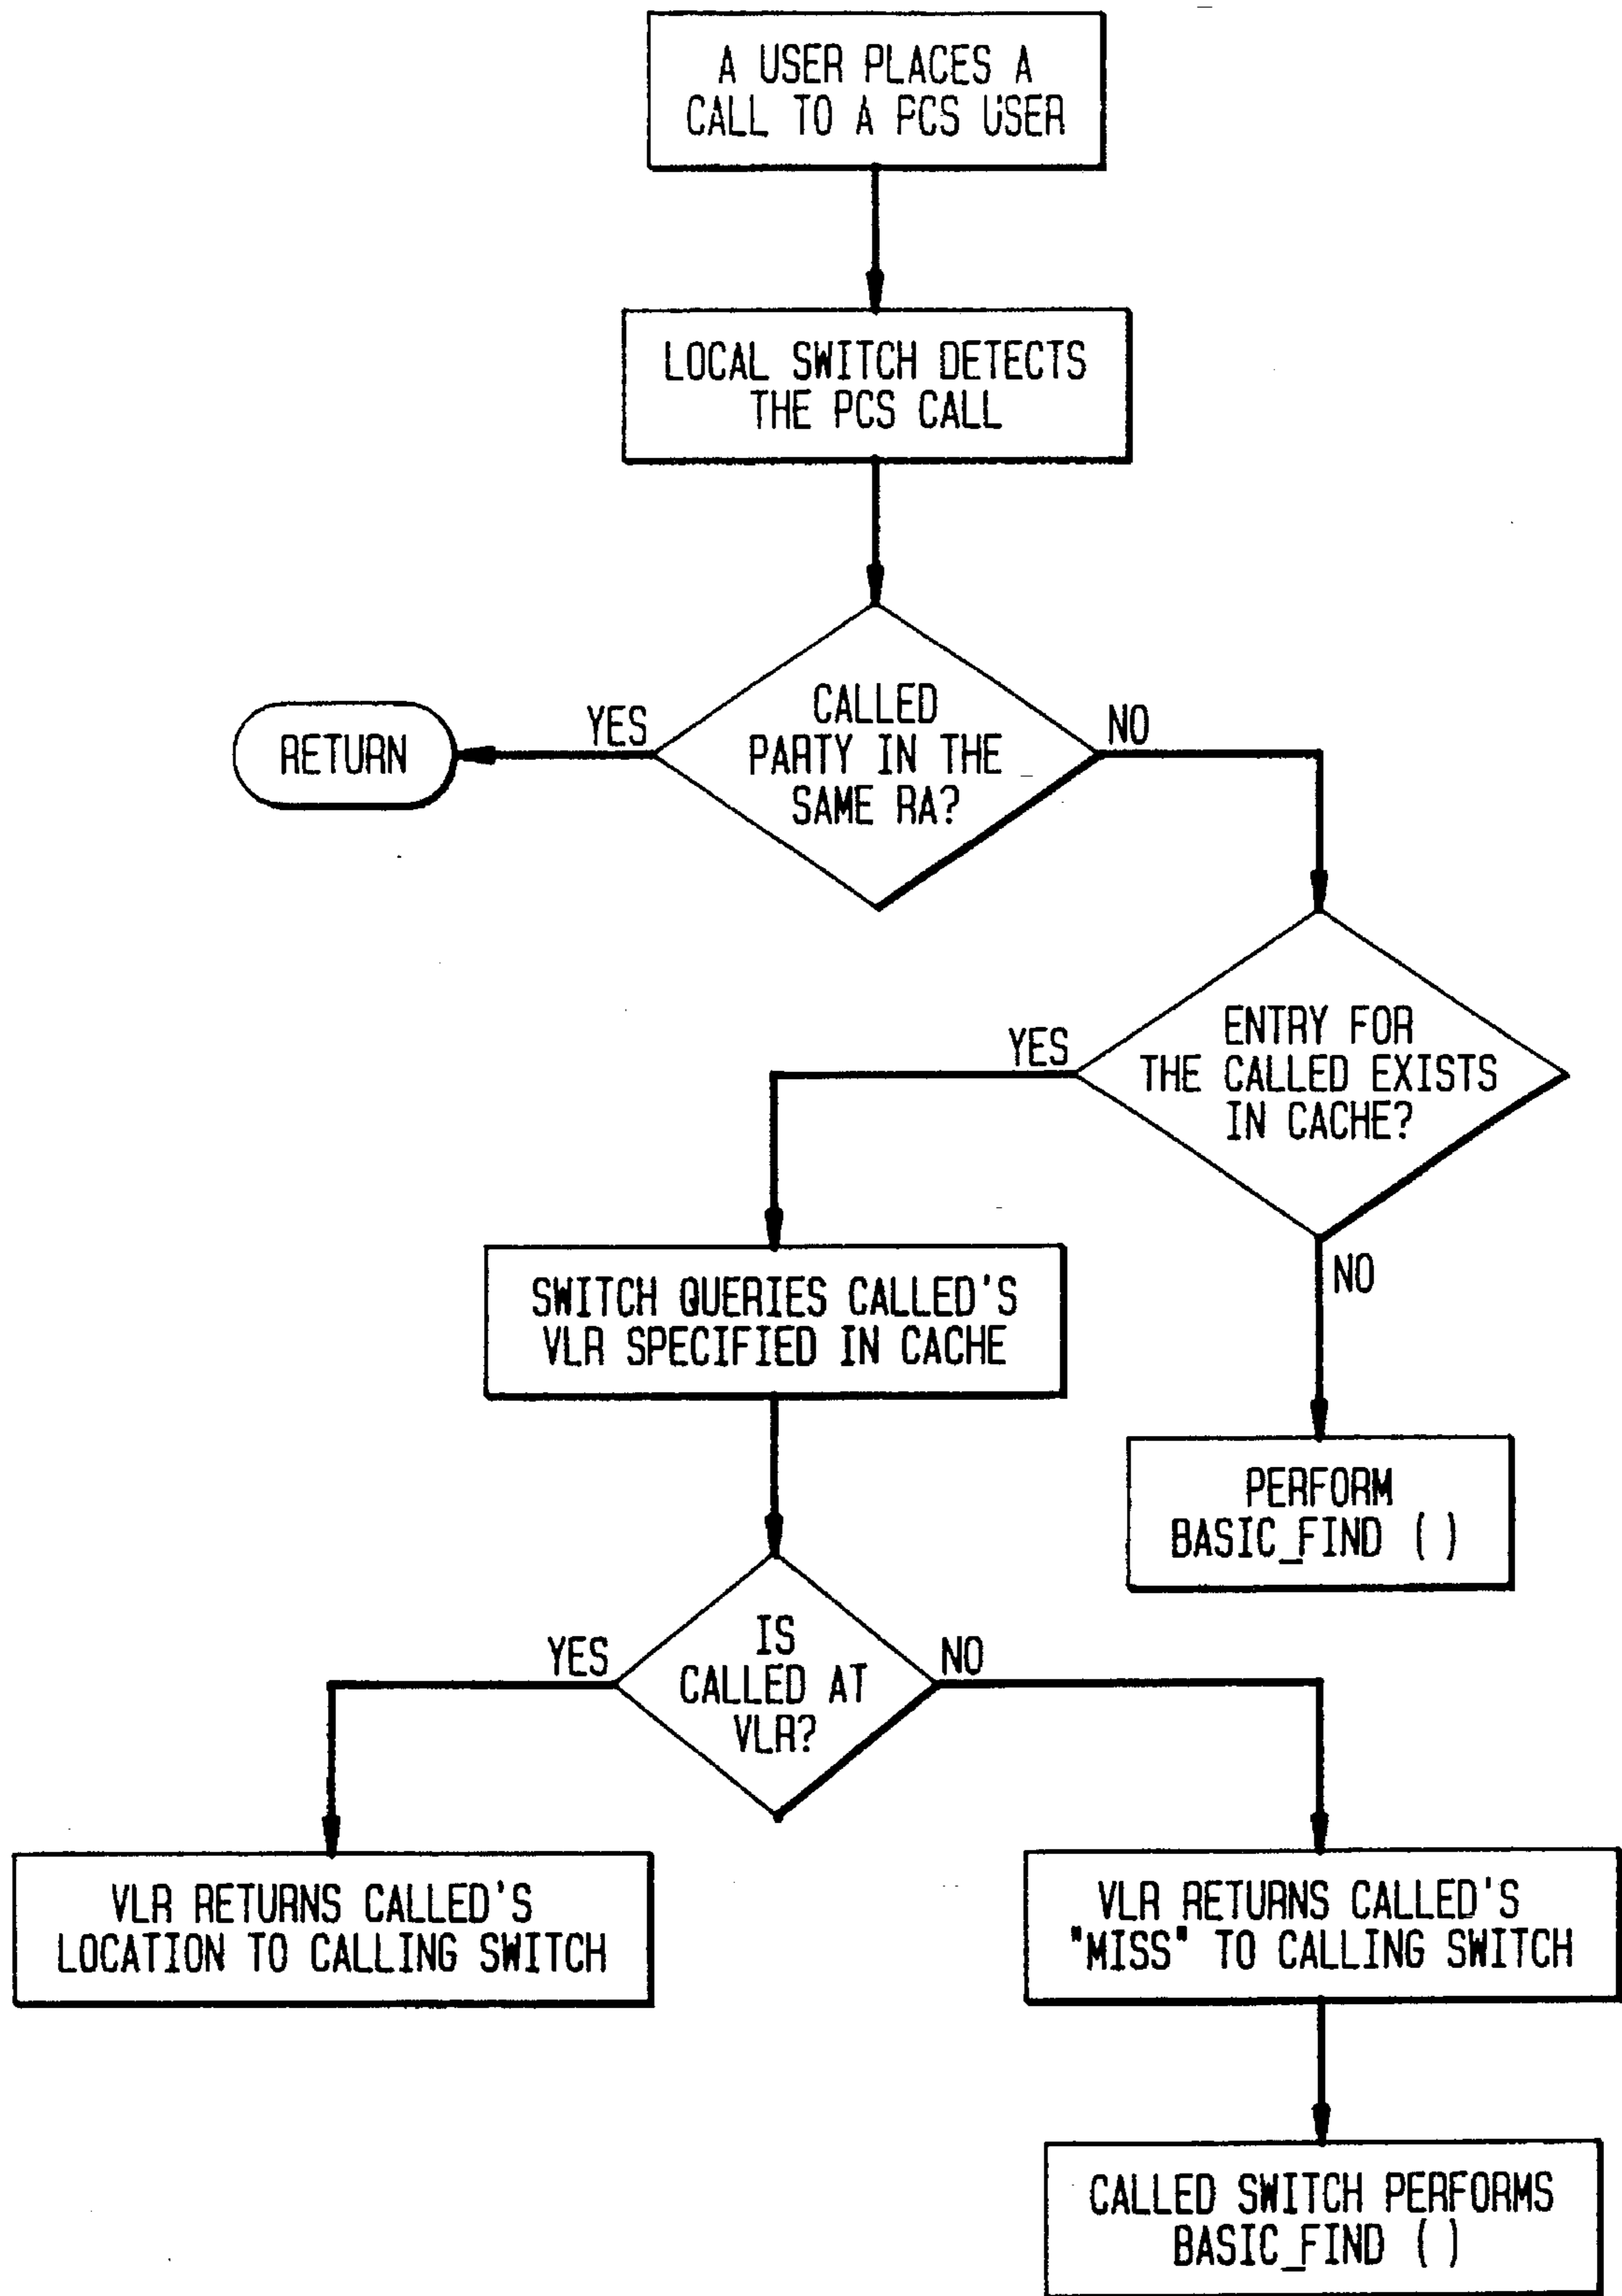 A USER PLACES A
CALL TO A PCS USER
LOCAL SWITCH DETECTS
THE PCS CALL
CALLED
PARTY IN THE
SAME RA?
YES
NO
RETURN
ENTRY FOR
THE CALLED EXISTS
IN CACHE?
YES
NO
SWITCH QUERIES CALLED'S
VLR SPECIFIED IN CACHE
PERFORM
BASIC_FIND ( )
IS
CALLED AT
VLR?
YES
NO
VLR RETURNS CALLED'S
LOCATION TO CALLING SWITCH
VLR RETURNS CALLED'S
"MISS" TO CALLING SWITCH
CALLED SWITCH PERFORMS
BASIC_FIND ( )